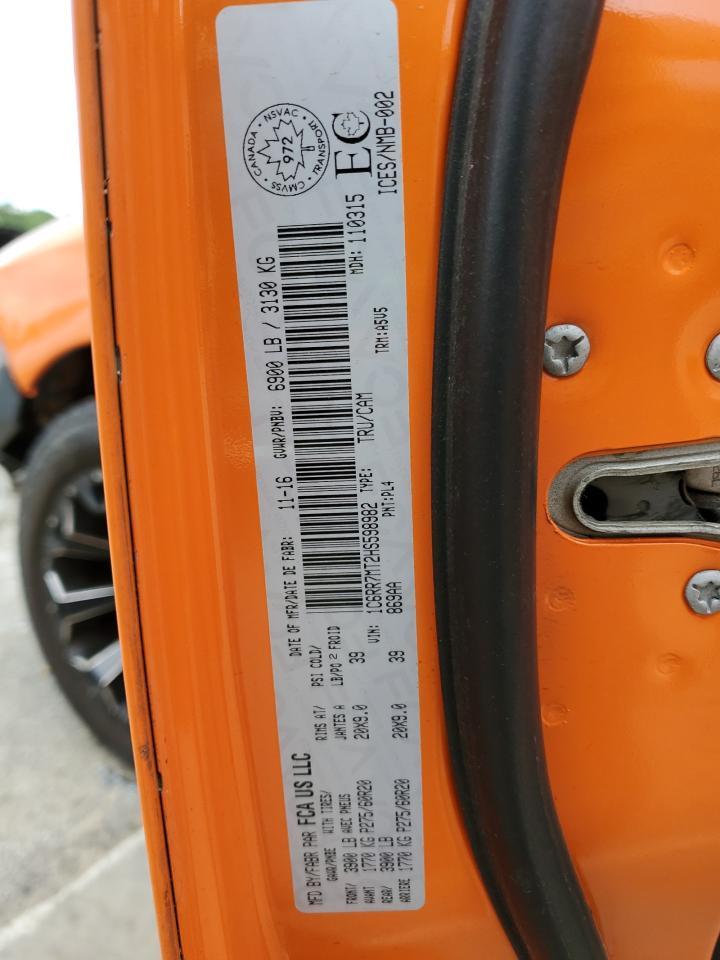 MFD BY/FABR PAR FCA US LLC
DATE OF MFR/DATE DE FABR: 11-16
GVWR/PNBV: 6900 LB / 3130 KG
GAWR/PNBE WITH TIRES/ RIMS AT/ PSI COLD/
AVEC PNEUS JANTES A LB/PO 2 FROID
FRONT/ 3900 LB
AVANT 1770 KG P275/60R20 20X9.0 39
REAR/ 3900 LB
ARRIERE 1770 KG P275/60R20 20X9.0 39
VIN: 1C6RR7MT2HS598982 TYPE: TRU/CAM
869AA PNT:PL4 TRM:A5V5
MDH: 110315
CANADA · NSVAC · TRANSPORT · CMVSS
972
EC
ICES/NMB-002